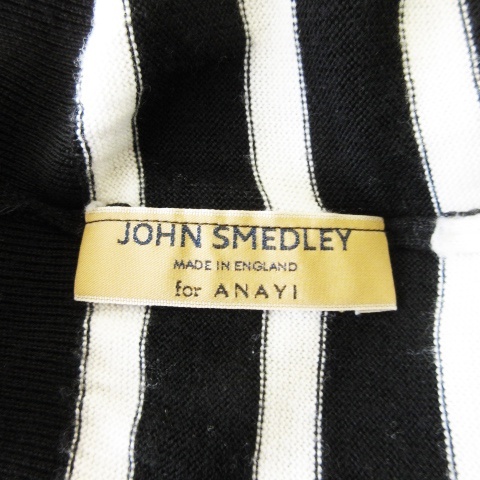 JOHN SMEDLEY
MADE IN ENGLAND
for ANAYI